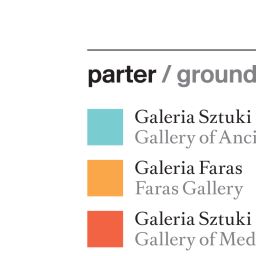 parter / ground
Galeria Sztuki
Gallery of Anci
Galeria Faras
Faras Gallery
Galeria Sztuki
Gallery of Med